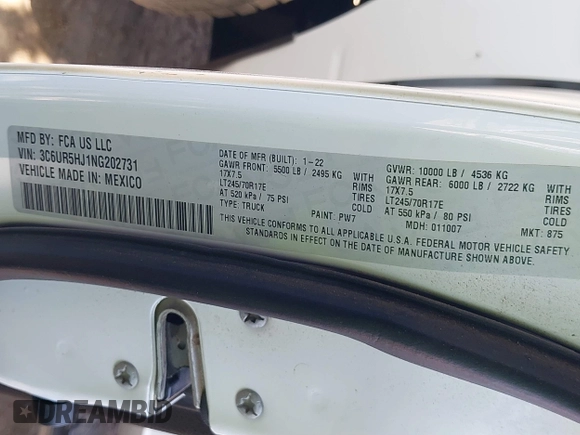 MFD BY: FCA US LLC
VIN: 3C6UR5HJ1NG202731
VEHICLE MADE IN: MEXICO
DATE OF MFR (BUILT): 1-22
GAWR FRONT: 5500 LB / 2495 KG WITH
17X7.5 RIMS
LT245/70R17E TIRES
AT 520 kPa / 75 PSI COLD
TYPE: TRUCK PAINT: PW7
GVWR: 10000 LB / 4536 KG
GAWR REAR: 6000 LB / 2722 KG WITH
17X7.5 RIMS
LT245/70R17E TIRES
AT 550 kPa / 80 PSI COLD
MDH: 011007 MKT: 875
THIS VEHICLE CONFORMS TO ALL APPLICABLE U.S.A. FEDERAL MOTOR VEHICLE SAFETY
STANDARDS IN EFFECT ON THE DATE OF MANUFACTURE SHOWN ABOVE.
DREAMBID